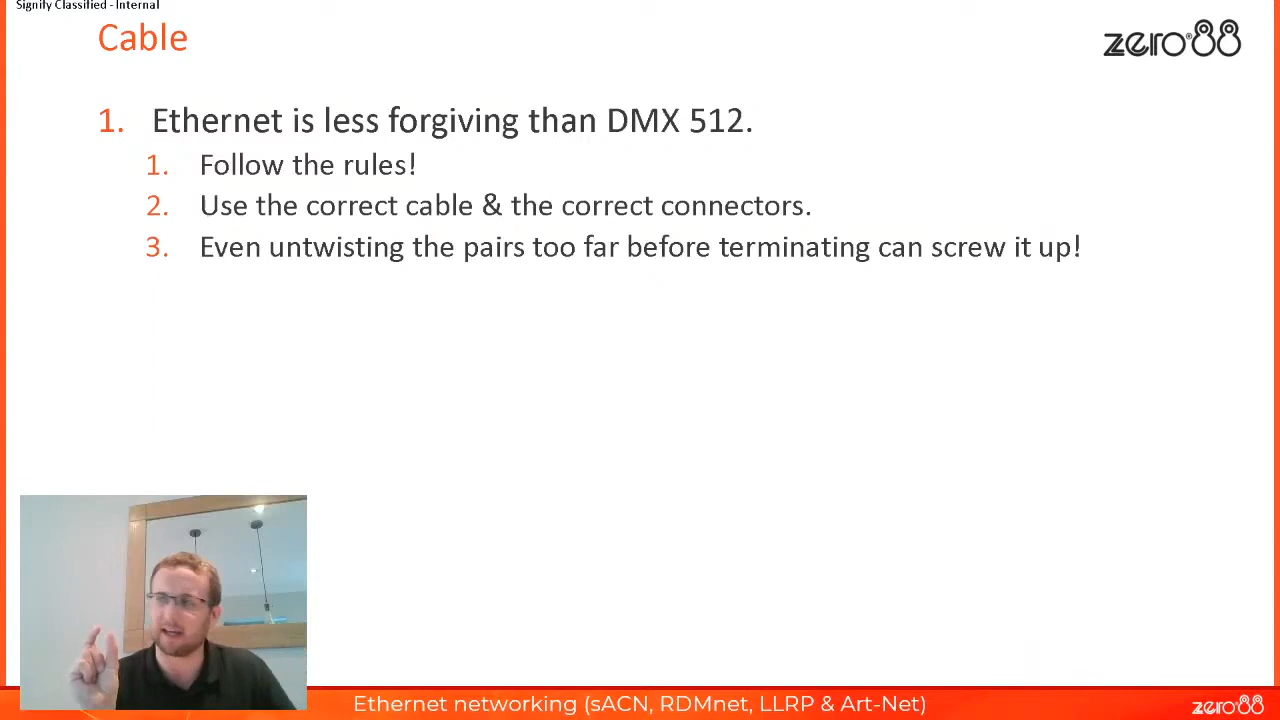 Signify Classified - Internal
Cable
zero®88
1. Ethernet is less forgiving than DMX 512.
1. Follow the rules!
2. Use the correct cable & the correct connectors.
3. Even untwisting the pairs too far before terminating can screw it up!
Ethernet networking (sACN, RDMnet, LLRP & Art-Net)
zero88